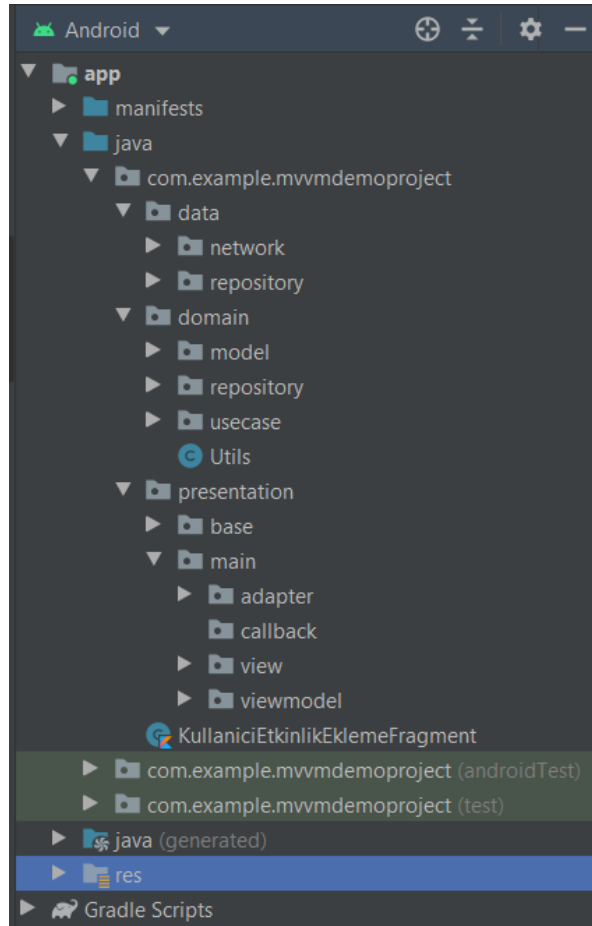 Android
app
manifests
java
com.example.mvvmdemoproject
data
network
repository
domain
model
repository
usecase
Utils
presentation
base
main
adapter
callback
view
viewmodel
KullaniciEtkinlikEklemeFragment
com.example.mvvmdemoproject (androidTest)
com.example.mvvmdemoproject (test)
java (generated)
res
Gradle Scripts